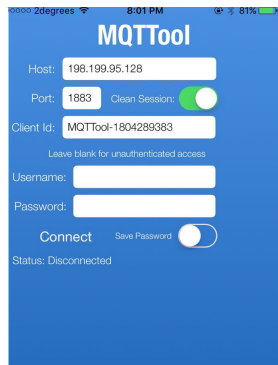 2degrees 8:01 PM 81%
MQTTool
Host: 198.199.95.128
Port: 1883 Clean Session:
Client Id: MQTTool-1804289383
Leave blank for unauthenticated access
Username:
Password:
Connect Save Password
Status: Disconnected